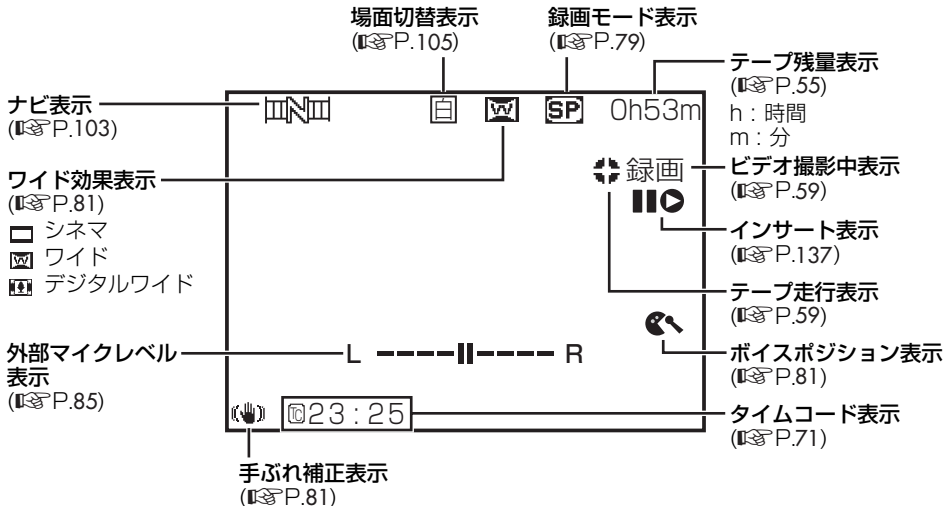 場面切替表示
(☞P.105)
録画モード表示
(☞P.79)
テープ残量表示
(☞P.55)
h：時間
m：分
ナビ表示
(☞P.103)
N
白
W
SP
0h53m
ワイド効果表示
(☞P.81)
シネマ
W ワイド
デジタルワイド
録画
ビデオ撮影中表示
(☞P.59)
インサート表示
(☞P.137)
テープ走行表示
(☞P.59)
外部マイクレベル
表示
(☞P.85)
L ----II---- R
ボイスポジション表示
(☞P.81)
TC 23:25
タイムコード表示
(☞P.71)
手ぶれ補正表示
(☞P.81)